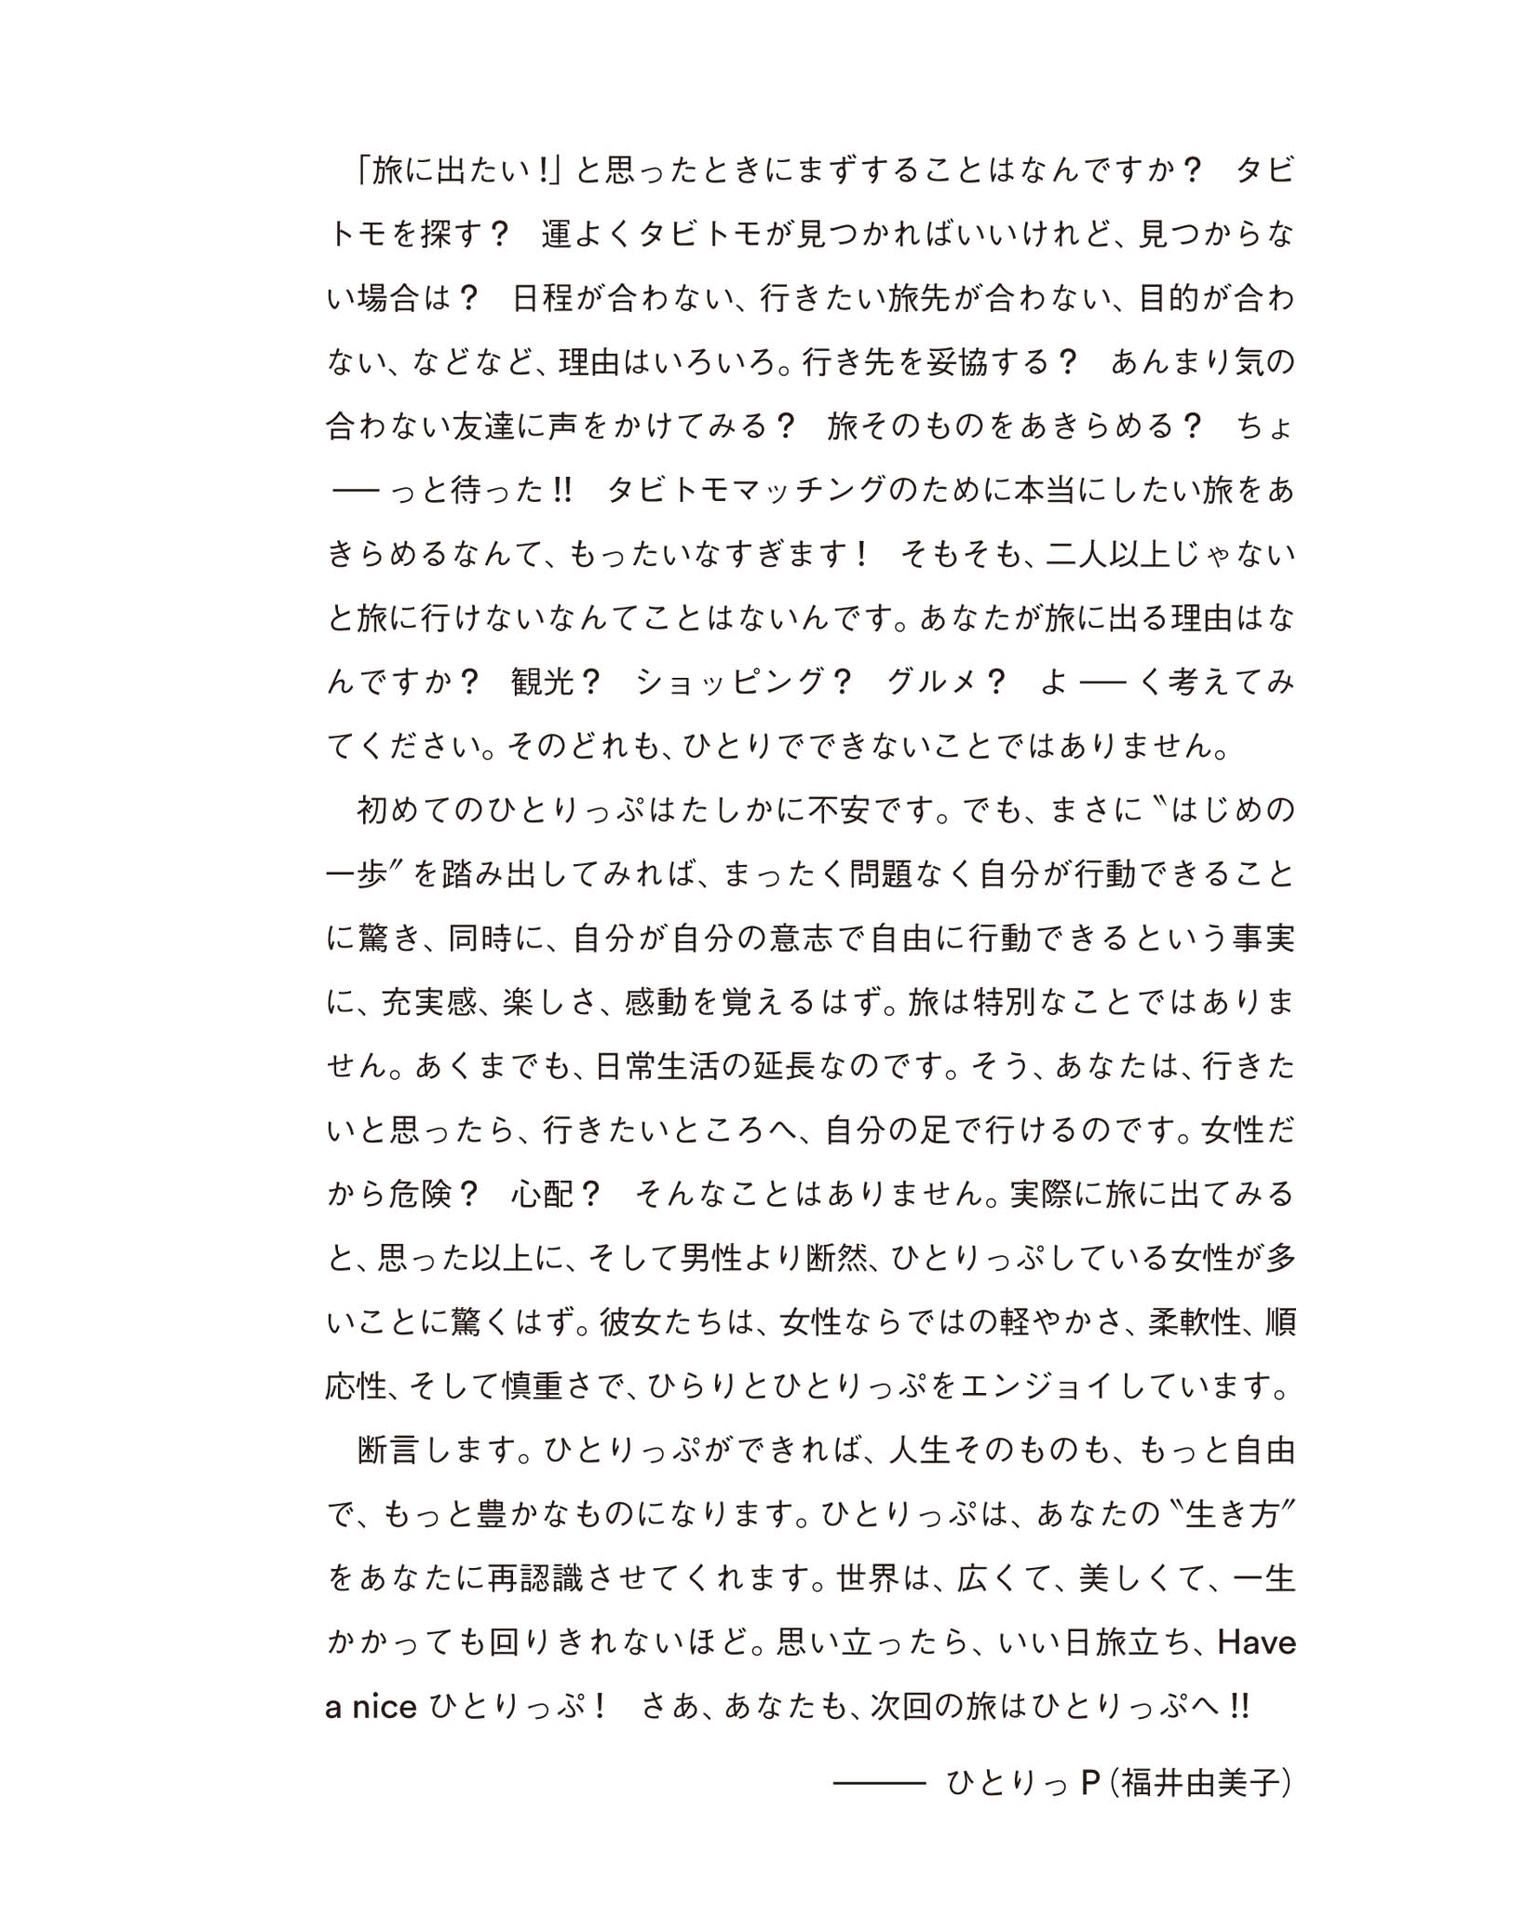 「旅に出たい！」と思ったときにまずすることはなんですか？　タビ
トモを探す？　運よくタビトモが見つかればいいけれど、見つからな
い場合は？　日程が合わない、行きたい旅先が合わない、目的が合わ
ない、などなど、理由はいろいろ。行き先を妥協する？　あんまり気の
合わない友達に声をかけてみる？　旅そのものをあきらめる？　ちょ
──っと待った!!　タビトモマッチングのために本当にしたい旅をあ
きらめるなんて、もったいなすぎます！　そもそも、二人以上じゃない
と旅に行けないなんてことはないんです。あなたが旅に出る理由はな
んですか？　観光？　ショッピング？　グルメ？　よ──く考えてみ
てください。そのどれも、ひとりでできないことではありません。
　初めてのひとりっぷはたしかに不安です。でも、まさに〝はじめの
一歩〟を踏み出してみれば、まったく問題なく自分が行動できること
に驚き、同時に、自分が自分の意志で自由に行動できるという事実
に、充実感、楽しさ、感動を覚えるはず。旅は特別なことではありま
せん。あくまでも、日常生活の延長なのです。そう、あなたは、行きた
いと思ったら、行きたいところへ、自分の足で行けるのです。女性だ
から危険？　心配？　そんなことはありません。実際に旅に出てみる
と、思った以上に、そして男性より断然、ひとりっぷしている女性が多
いことに驚くはず。彼女たちは、女性ならではの軽やかさ、柔軟性、順
応性、そして慎重さで、ひらりとひとりっぷをエンジョイしています。
　断言します。ひとりっぷができれば、人生そのものも、もっと自由
で、もっと豊かなものになります。ひとりっぷは、あなたの〝生き方〟
をあなたに再認識させてくれます。世界は、広くて、美しくて、一生
かかっても回りきれないほど。思い立ったら、いい日旅立ち、Have
a nice ひとりっぷ！　さあ、あなたも、次回の旅はひとりっぷへ!!
───ひとりっP（福井由美子）